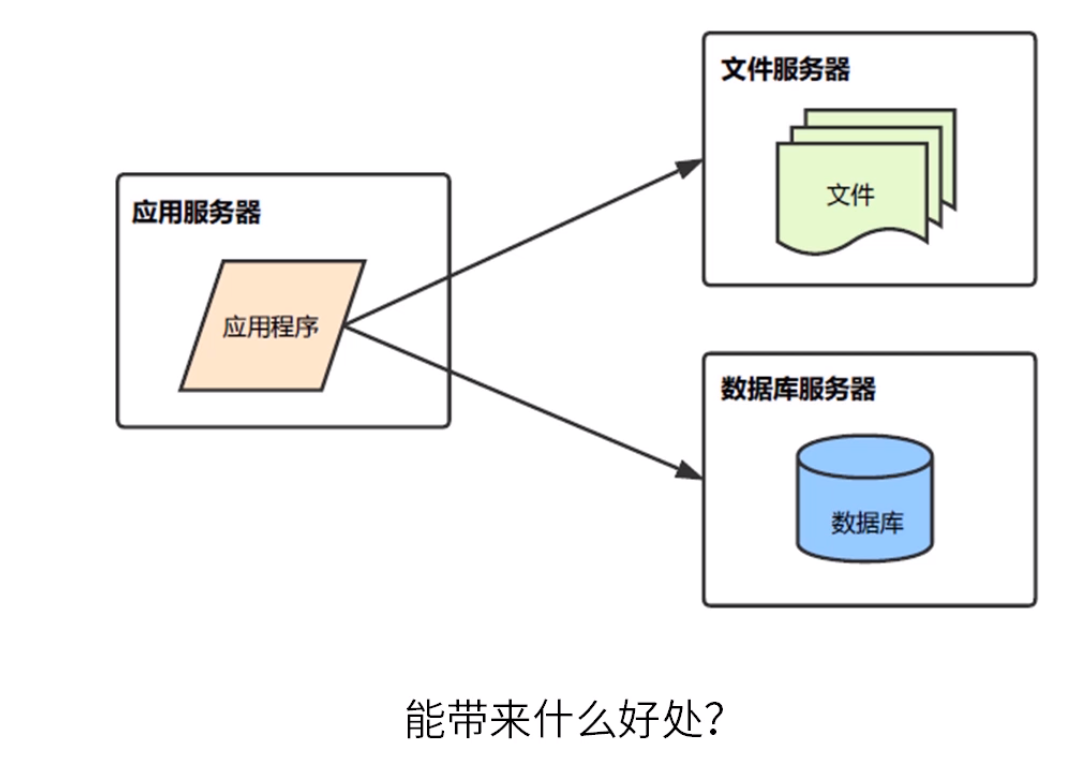 文件服务器
文件
应用服务器
应用程序
数据库服务器
数据库
能带来什么好处？